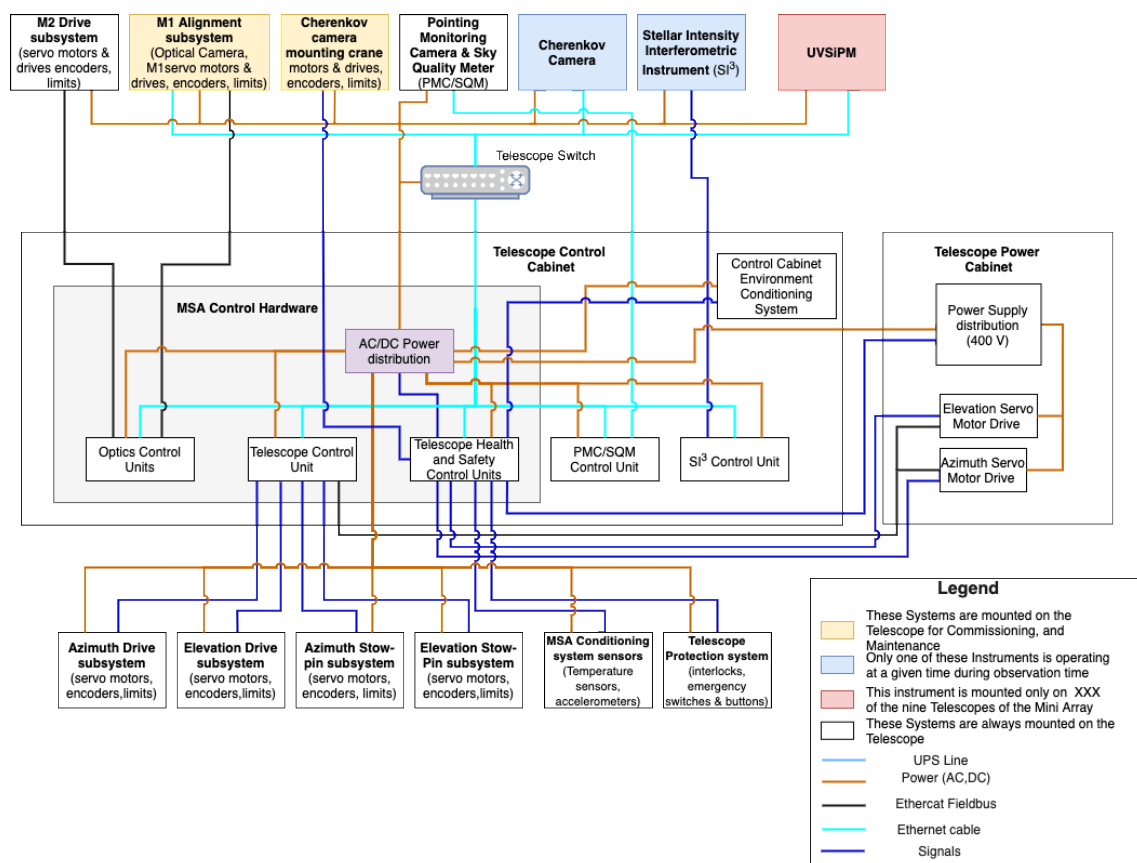 M2 Drive
subsystem
(servo motors &
drives encoders,
limits)
M1 Alignment
subsystem
(Optical Camera,
M1servo motors &
drives, encoders, limits)
Cherenkov
camera
mounting crane
motors & drives,
encoders, limits)
Pointing
Monitoring
Camera & Sky
Quality Meter
(PMC/SQM)
Cherenkov
Camera
Stellar Intensity
Interferometric
Instrument (SI³)
UVSiPM
Telescope Switch
Telescope Control
Cabinet
Telescope Power
Cabinet
Control Cabinet
Environment
Conditioning
System
MSA Control Hardware
Power Supply
distribution
(400 V)
AC/DC Power
distribution
Elevation Servo
Motor Drive
Optics Control
Units
Telescope Control
Unit
Telescope Health
and Safety
Control Units
PMC/SQM
Control Unit
SI³ Control Unit
Azimuth Servo
Motor Drive
Azimuth Drive
subsystem
(servo motors,
encoders,limits)
Elevation Drive
subsystem
(servo motors,
encoders,limits)
Azimuth Stow-
pin subsystem
(servo motors,
encoders, limits)
Elevation Stow-
Pin subsystem
(servo motors,
encoders,limits)
MSA Conditioning
system sensors
(Temperature
sensors,
accelerometers)
Telescope
Protection system
(interlocks,
emergency
switches & buttons)
Legend
These Systems are mounted on the
Telescope for Commissioning, and
Maintenance
Only one of these Instruments is operating
at a given time during observation time
This instrument is mounted only on XXX
of the nine Telescopes of the Mini Array
These Systems are always mounted on the
Telescope
UPS Line
Power (AC,DC)
Ethercat Fieldbus
Ethernet cable
Signals